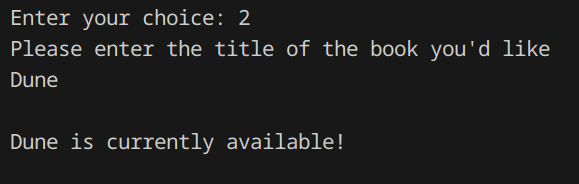 Enter your choice: 2
Please enter the title of the book you'd like
Dune
Dune is currently available!